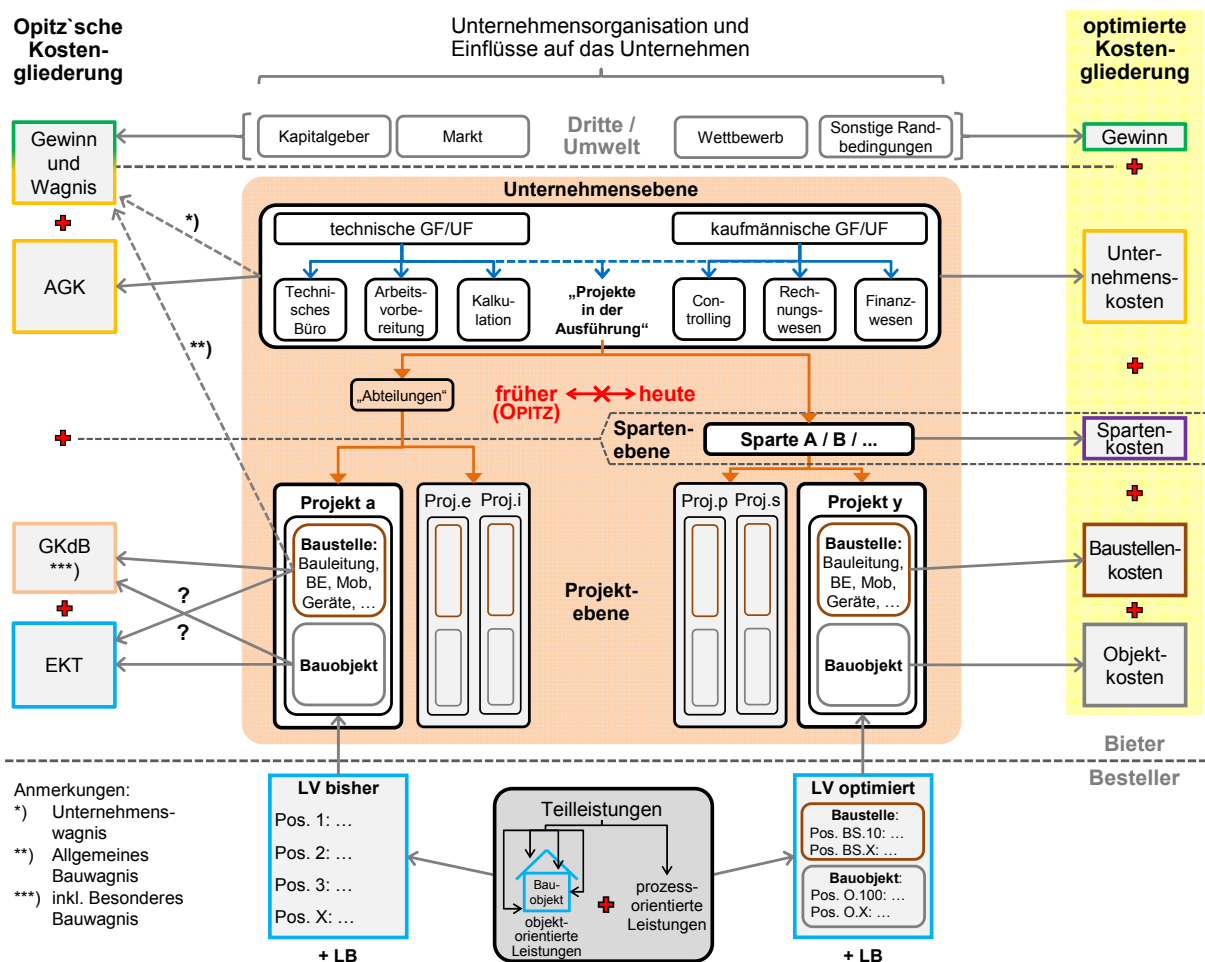 Opitz`sche
Kosten-
gliederung
Unternehmensorganisation und
Einflüsse auf das Unternehmen
optimierte
Kosten-
gliederung
Gewinn
und
Wagnis
Kapitalgeber
Markt
Dritte /
Umwelt
Wettbewerb
Sonstige Rand-
bedingungen
Gewinn
Unternehmensebene
*)
technische GF/UF
kaufmännische GF/UF
AGK
Techni-
sches
Büro
Arbeits-
vorbe-
reitung
Kalku-
lation
„Projekte
in der
Ausführung“
Con-
trolling
Rech-
nungs-
wesen
Finanz-
wesen
Unter-
nehmens-
kosten
**)
„Abteilungen“
früher
(OPITZ)
heute
Sparten-
ebene
Sparte A / B / ...
Sparten-
kosten
Projekt a
Proj.e
Proj.i
Proj.p
Proj.s
Projekt y
GKdB
***)
Baustelle:
Bauleitung,
BE, Mob,
Geräte, …
Projekt-
ebene
Baustelle:
Bauleitung,
BE, Mob,
Geräte, …
Baustellen-
kosten
?
?
EKT
Bauobjekt
Bauobjekt
Objekt-
kosten
Bieter
Besteller
Anmerkungen:
*) Unternehmens-
wagnis
**) Allgemeines
Bauwagnis
***) inkl. Besonderes
Bauwagnis
LV bisher
Pos. 1: …
Pos. 2: …
Pos. 3: …
Pos. X: …
+ LB
Teilleistungen
Bau-
objekt
objekt-
orientierte
Leistungen
prozess-
orientierte
Leistungen
LV optimiert
Baustelle:
Pos. BS.10: …
Pos. BS.X: …
Bauobjekt:
Pos. O.100: …
Pos. O.X: …
+ LB